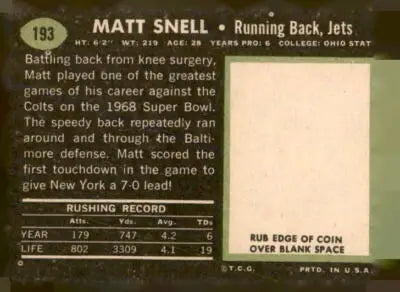 193
MATT SNELL • Running Back, Jets
HT: 6'2" WT: 219 AGE: 28 YEARS PRO: 6 COLLEGE: OHIO STAT
Battling back from knee surgery,
Matt played one of the greatest
games of his career against the
Colts on the 1968 Super Bowl.
The speedy back repeatedly ran
around and through the Balti-
more defense. Matt scored the
first touchdown in the game to
give New York a 7-0 lead!
RUSHING RECORD
Atts. Yds. Avg. TDs
YEAR 179 747 4.2 6
LIFE 802 3309 4.1 19
RUB EDGE OF COIN
OVER BLANK SPACE
©T.C.G. PRTD. IN U.S.A.